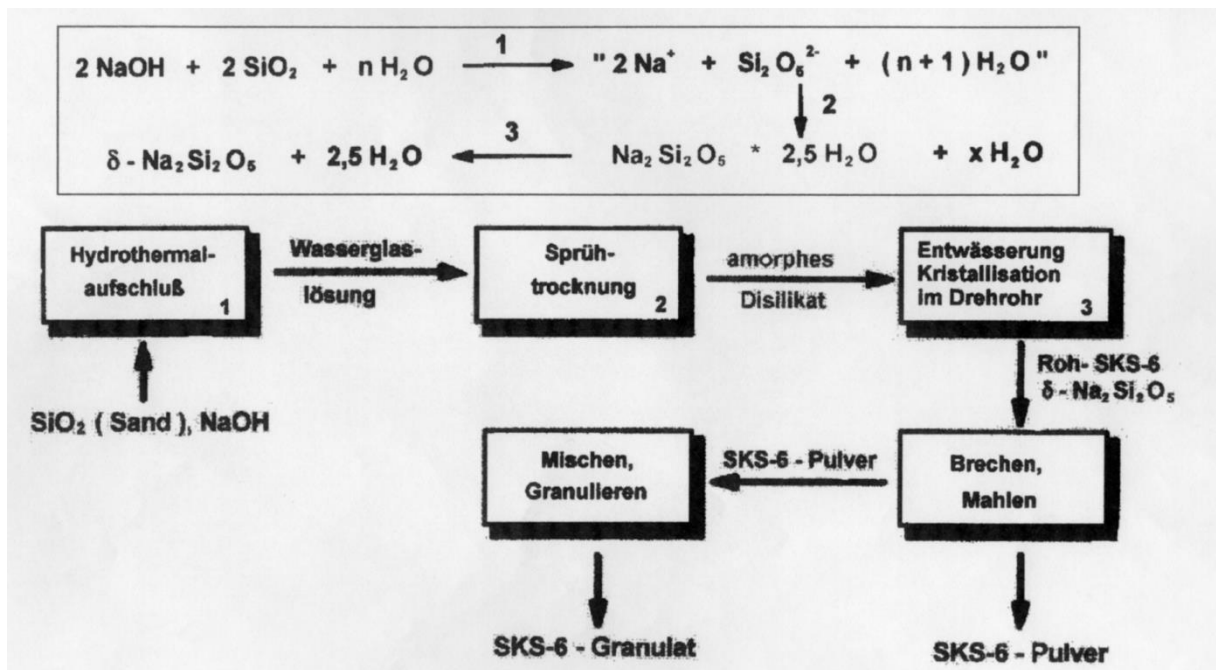 2 NaOH + 2 SiO₂ + n H₂O 1 " 2 Na⁺ + Si₂O₅²⁻ + (n + 1) H₂O "
2
δ - Na₂Si₂O₅ + 2,5 H₂O 3 Na₂Si₂O₅ * 2,5 H₂O + x H₂O
Hydrothermal-
aufschluß
1
Wasserglas-
lösung
Sprüh-
trocknung
2
amorphes
Disilikat
Entwässerung
Kristallisation
im Drehrohr
3
SiO₂ ( Sand ), NaOH
Roh- SKS-6
δ - Na₂Si₂O₅
Mischen,
Granulieren
SKS-6 - Pulver
Brechen,
Mahlen
SKS-6 - Granulat
SKS-6 - Pulver